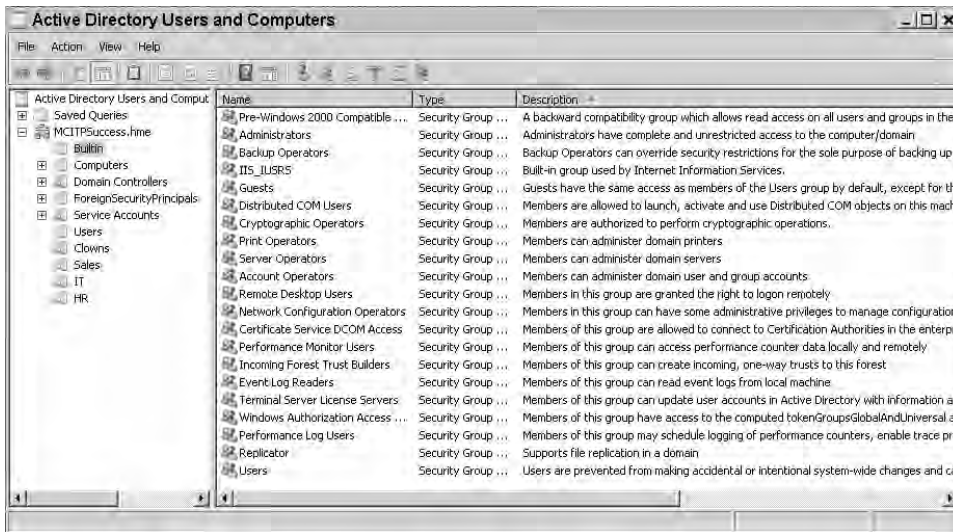 Active Directory Users and Computers
File Action View Help
Active Directory Users and Comput
Saved Queries
MCITPSuccess.hme
Builtin
Computers
Domain Controllers
ForeignSecurityPrincipals
Service Accounts
Users
Clowns
Sales
IT
HR
Name Type Description
Pre-Windows 2000 Compatible ... Security Group ... A backward compatibility group which allows read access on all users and groups in the
Administrators Security Group ... Administrators have complete and unrestricted access to the computer/domain
Backup Operators Security Group ... Backup Operators can override security restrictions for the sole purpose of backing up
IIS_IUSRS Security Group ... Built-in group used by Internet Information Services.
Guests Security Group ... Guests have the same access as members of the Users group by default, except for th
Distributed COM Users Security Group ... Members are allowed to launch, activate and use Distributed COM objects on this mach
Cryptographic Operators Security Group ... Members are authorized to perform cryptographic operations.
Print Operators Security Group ... Members can administer domain printers
Server Operators Security Group ... Members can administer domain servers
Account Operators Security Group ... Members can administer domain user and group accounts
Remote Desktop Users Security Group ... Members in this group are granted the right to logon remotely
Network Configuration Operators Security Group ... Members in this group can have some administrative privileges to manage configuration
Certificate Service DCOM Access Security Group ... Members of this group are allowed to connect to Certification Authorities in the enterpr
Performance Monitor Users Security Group ... Members of this group can access performance counter data locally and remotely
Incoming Forest Trust Builders Security Group ... Members of this group can create incoming, one-way trusts to this forest
Event Log Readers Security Group ... Members of this group can read event logs from local machine
Terminal Server License Servers Security Group ... Members of this group can update user accounts in Active Directory with information a
Windows Authorization Access ... Security Group ... Members of this group have access to the computed tokenGroupsGlobalAndUniversal a
Performance Log Users Security Group ... Members of this group may schedule logging of performance counters, enable trace pr
Replicator Security Group ... Supports file replication in a domain
Users Security Group ... Users are prevented from making accidental or intentional system-wide changes and ca